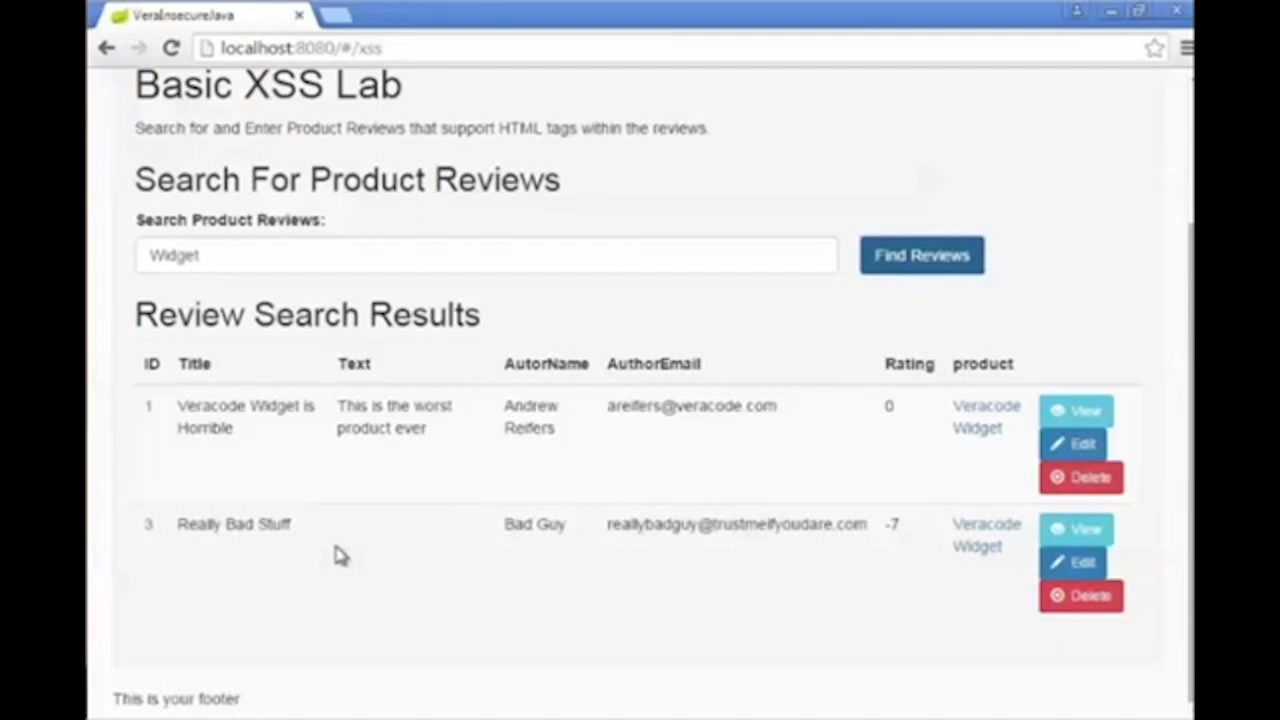 VeraInsecureJava
localhost:8080/#/xss
Basic XSS Lab
Search for and Enter Product Reviews that support HTML tags within the reviews.
Search For Product Reviews
Search Product Reviews:
Widget
Find Reviews
Review Search Results
ID Title Text AutorName AuthorEmail Rating product
1 Veracode Widget is This is the worst Andrew areifers@veracode.com 0 Veracode View
Horrible product ever Reifers Widget
Edit
Delete
3 Really Bad Stuff Bad Guy reallybadguy@trustmeifyoudare.com -7 Veracode View
Widget
Edit
Delete
This is your footer